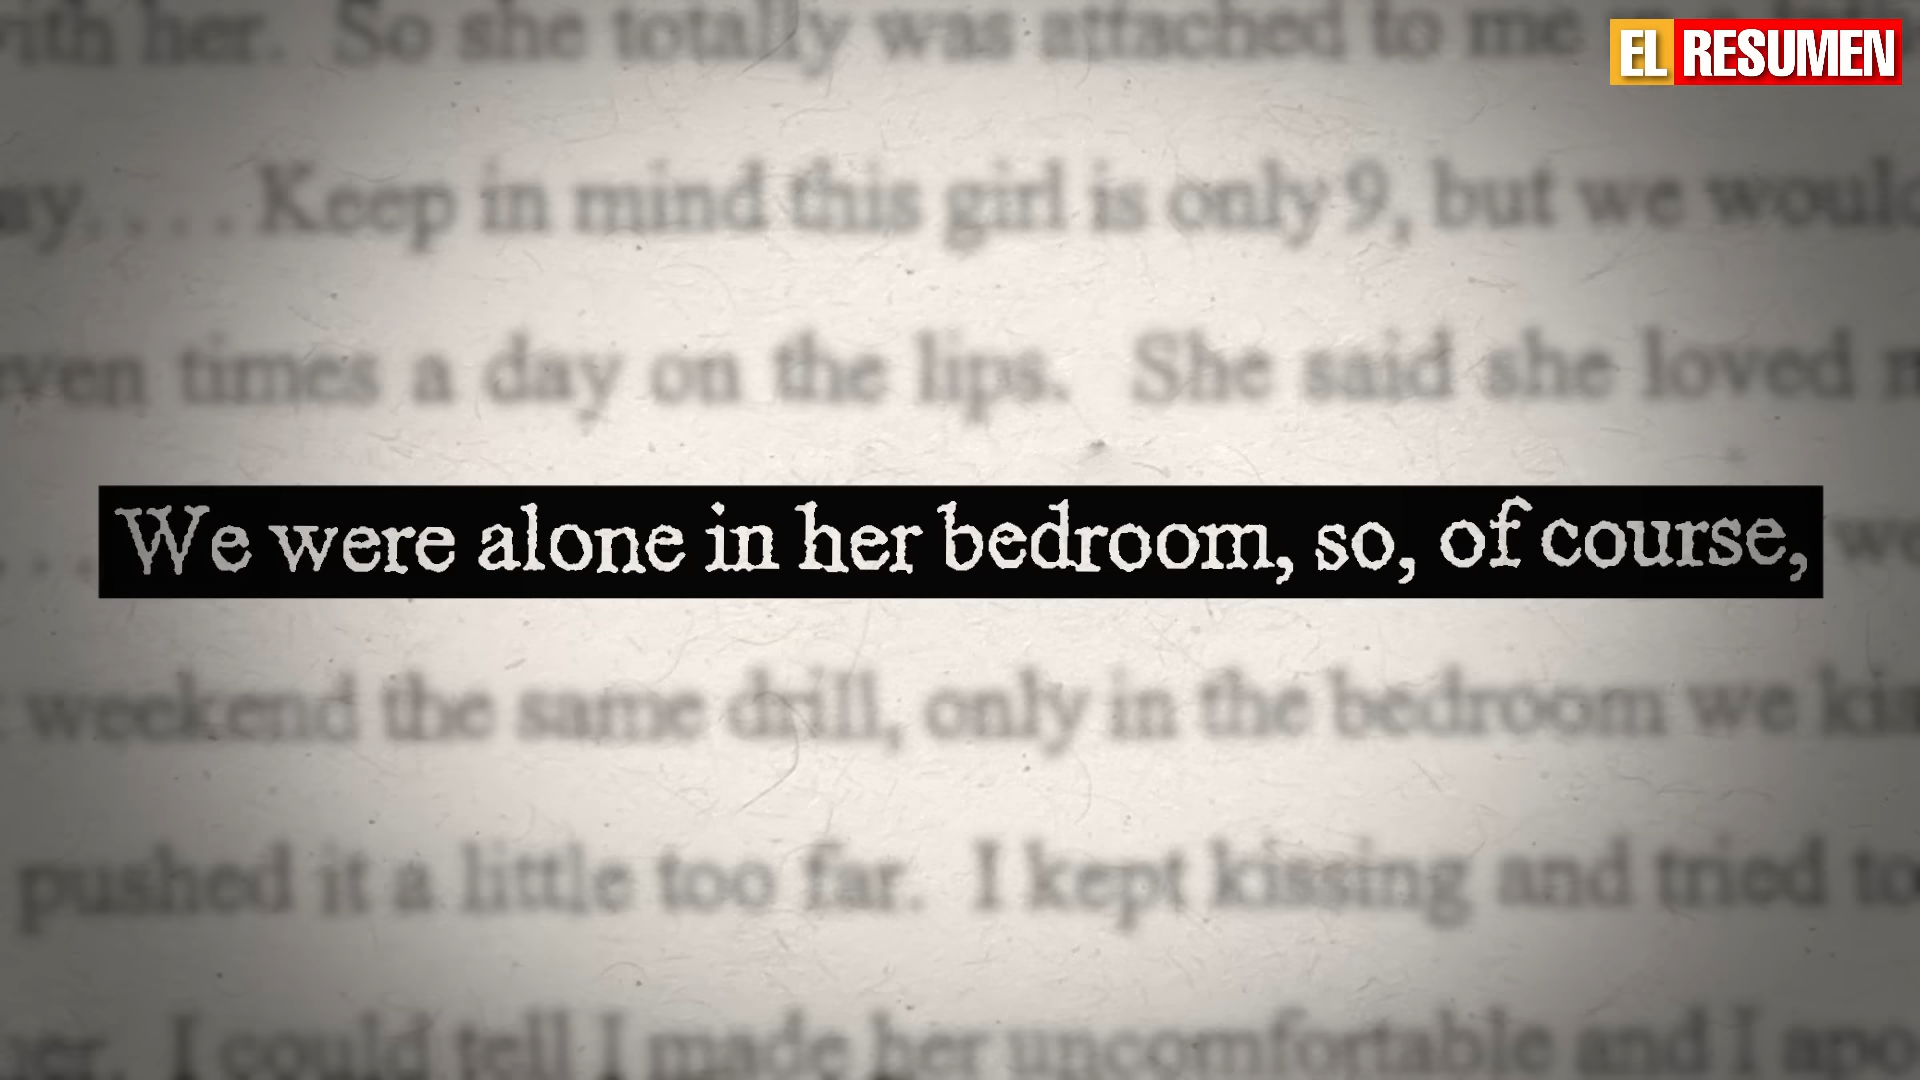 EL RESUMEN
with her. So she totally was attached to me
Keep in mind this girl is only 9, but we would
times a day on the lips. She said she loved
We were alone in her bedroom, so, of course,
weekend the same drill, only in the bedroom we
pushed it a little too far. I kept kissing and tried to
I could tell I made her uncomfortable and I